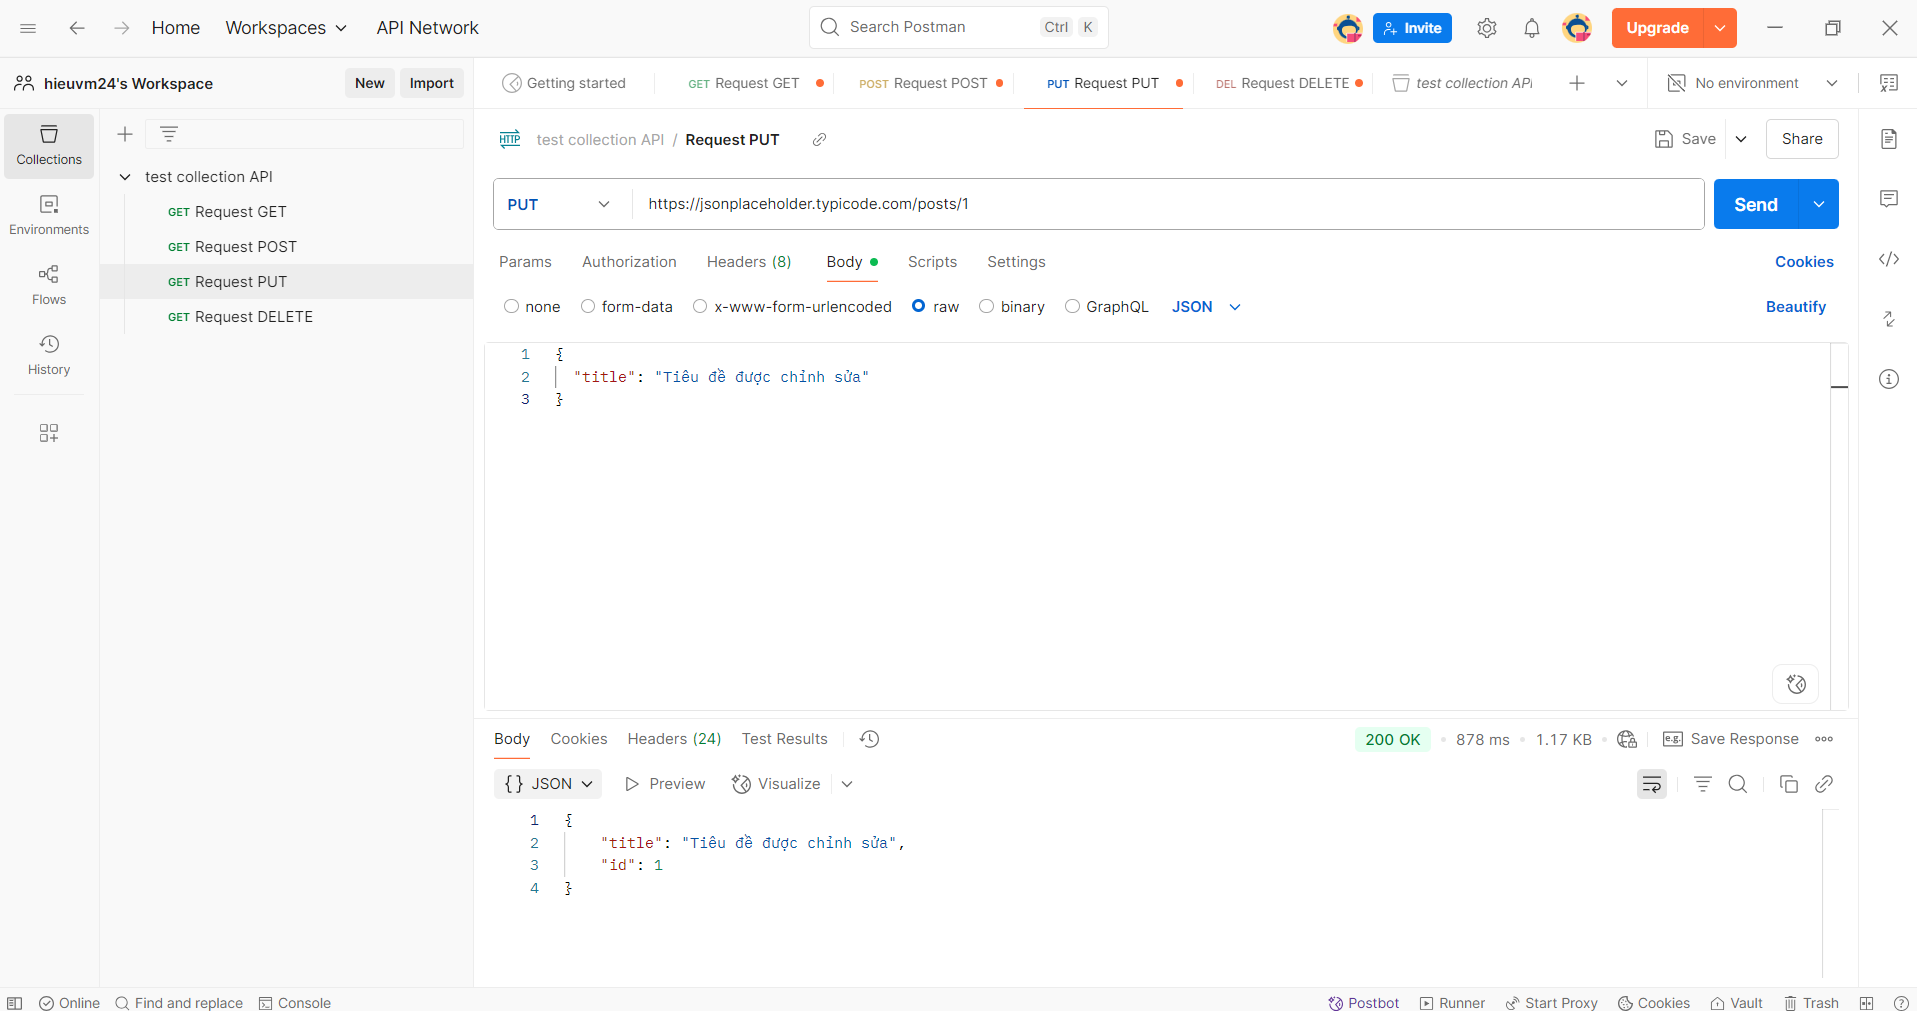 Home Workspaces API Network Search Postman Ctrl K Invite Upgrade
hieuvm24's Workspace New Import Getting started GET Request GET POST Request POST PUT Request PUT DEL Request DELETE test collection API No environment
Collections
Environments
Flows
History
test collection API
GET Request GET
GET Request POST
GET Request PUT
GET Request DELETE
HTTP test collection API / Request PUT Save Share
PUT https://jsonplaceholder.typicode.com/posts/1 Send
Params Authorization Headers (8) Body Scripts Settings Cookies
none form-data x-www-form-urlencoded raw binary GraphQL JSON Beautify
1 {
2 "title": "Tiêu đề được chỉnh sửa"
3 }
Body Cookies Headers (24) Test Results 200 OK 878 ms 1.17 KB e.g. Save Response
{} JSON Preview Visualize
1 {
2 "title": "Tiêu đề được chỉnh sửa",
3 "id": 1
4 }
Online Find and replace Console Postbot Runner Start Proxy Cookies Vault Trash